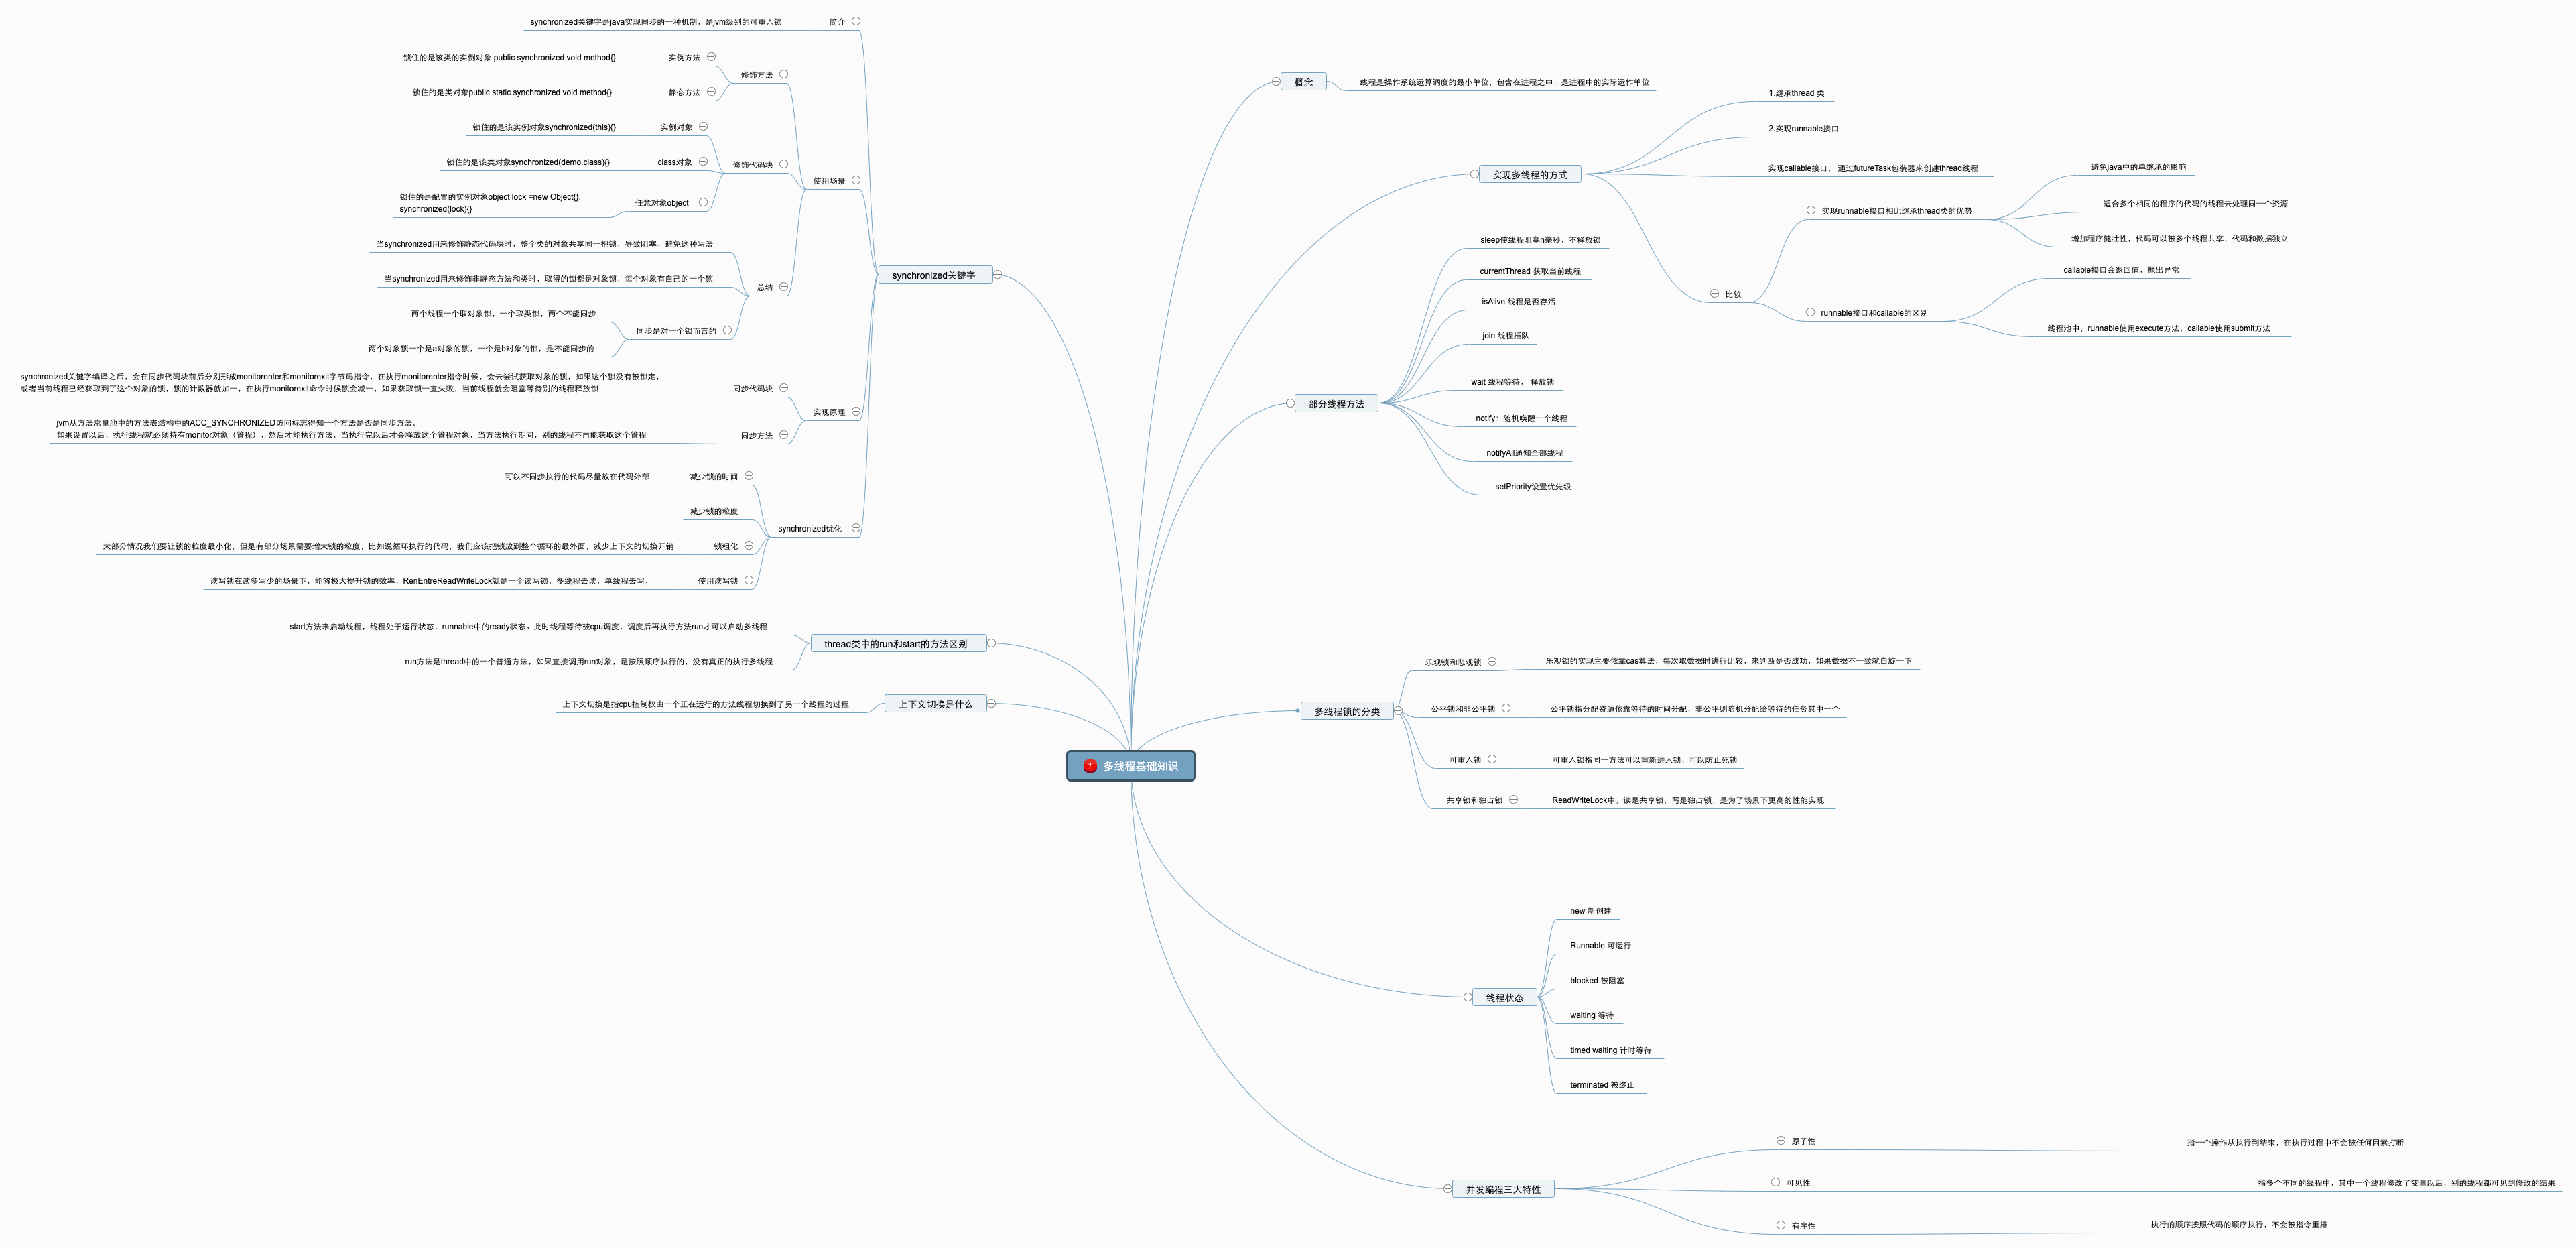 多线程基础知识
概念
线程是操作系统运算调度的最小单位，包含在进程之中，是进程中的实际运作单位
实现多线程的方式
1.继承thread 类
2.实现runnable接口
实现callable接口， 通过futureTask包装器来创建thread线程
比较
实现runnable接口相比继承thread类的优势
避免java中的单继承的影响
适合多个相同的程序的代码的线程去处理同一个资源
增加程序健壮性，代码可以被多个线程共享，代码和数据独立
runnable接口和callable的区别
callable接口会返回值，抛出异常
线程池中，runnable使用execute方法，callable使用submit方法
部分线程方法
sleep使线程阻塞n毫秒，不释放锁
currentThread 获取当前线程
isAlive 线程是否存活
join 线程插队
wait 线程等待， 释放锁
notify：随机唤醒一个线程
notifyAll通知全部线程
setPriority设置优先级
多线程锁的分类
乐观锁和悲观锁
乐观锁的实现主要依靠cas算法，每次取数据时进行比较，来判断是否成功，如果数据不一致就自旋一下
公平锁和非公平锁
公平锁指分配资源依靠等待的时间分配，非公平则随机分配给等待的任务其中一个
可重入锁
可重入锁指同一方法可以重新进入锁，可以防止死锁
共享锁和独占锁
ReadWriteLock中，读是共享锁，写是独占锁，是为了场景下更高的性能实现
线程状态
new 新创建
Runnable 可运行
blocked 被阻塞
waiting 等待
timed waiting 计时等待
terminated 被终止
并发编程三大特性
原子性
指一个操作从执行到结束，在执行过程中不会被任何因素打断
可见性
指多个不同的线程中，其中一个线程修改了变量以后，别的线程都可见到修改的结果
有序性
执行的顺序按照代码的顺序执行，不会被指令重排
synchronized关键字
简介
synchronized关键字是java实现同步的一种机制，是jvm级别的可重入锁
使用场景
修饰方法
实例方法
锁住的是该类的实例对象 public synchronized void method{}
静态方法
锁住的是类对象public static synchronized void method{}
修饰代码块
实例对象
锁住的是该实例对象synchronized(this){}
class对象
锁住的是该类对象synchronized(demo.class){}
任意对象object
锁住的是配置的实例对象object lock =new Object{}.
synchronized(lock){}
总结
当synchronized用来修饰静态代码块时，整个类的对象共享同一把锁，导致阻塞，避免这种写法
当synchronized用来修饰非静态方法和类时，取得的锁都是对象锁，每个对象有自己的一个锁
同步是对一个锁而言的
两个线程一个取对象锁，一个取类锁，两个不能同步
两个对象锁一个是a对象的锁，一个是b对象的锁，是不能同步的
实现原理
同步代码块
synchronized关键字编译之后，会在同步代码块前后分别形成monitorenter和monitorexit字节码指令，在执行monitorenter指令时候，会去尝试获取对象的锁，如果这个锁没有被锁定，
或者当前线程已经获取到了这个对象的锁，锁的计数器就加一，在执行monitorexit命令时候锁会减一，如果获取锁一直失败，当前线程就会阻塞等待别的线程释放锁
同步方法
jvm从方法常量池中的方法表结构中的ACC_SYNCHRONIZED访问标志得知一个方法是否是同步方法。
如果设置以后，执行线程就必须持有monitor对象（管程），然后才能执行方法，当执行完以后才会释放这个管程对象，当方法执行期间，别的线程不再能获取这个管程
synchronized优化
减少锁的时间
可以不同步执行的代码尽量放在代码外部
减少锁的粒度
锁粗化
大部分情况我们要让锁的粒度最小化，但是有部分场景需要增大锁的粒度，比如说循环执行的代码，我们应该把锁放到整个循环的最外面，减少上下文的切换开销
使用读写锁
读写锁在读多写少的场景下，能够极大提升锁的效率，RenEntreReadWriteLock就是一个读写锁，多线程去读，单线程去写，
thread类中的run和start的方法区别
start方法来启动线程，线程处于运行状态，runnable中的ready状态。此时线程等待被cpu调度，调度后再执行方法run才可以启动多线程
run方法是thread中的一个普通方法，如果直接调用run对象，是按照顺序执行的，没有真正的执行多线程
上下文切换是什么
上下文切换是指cpu控制权由一个正在运行的方法线程切换到了另一个线程的过程